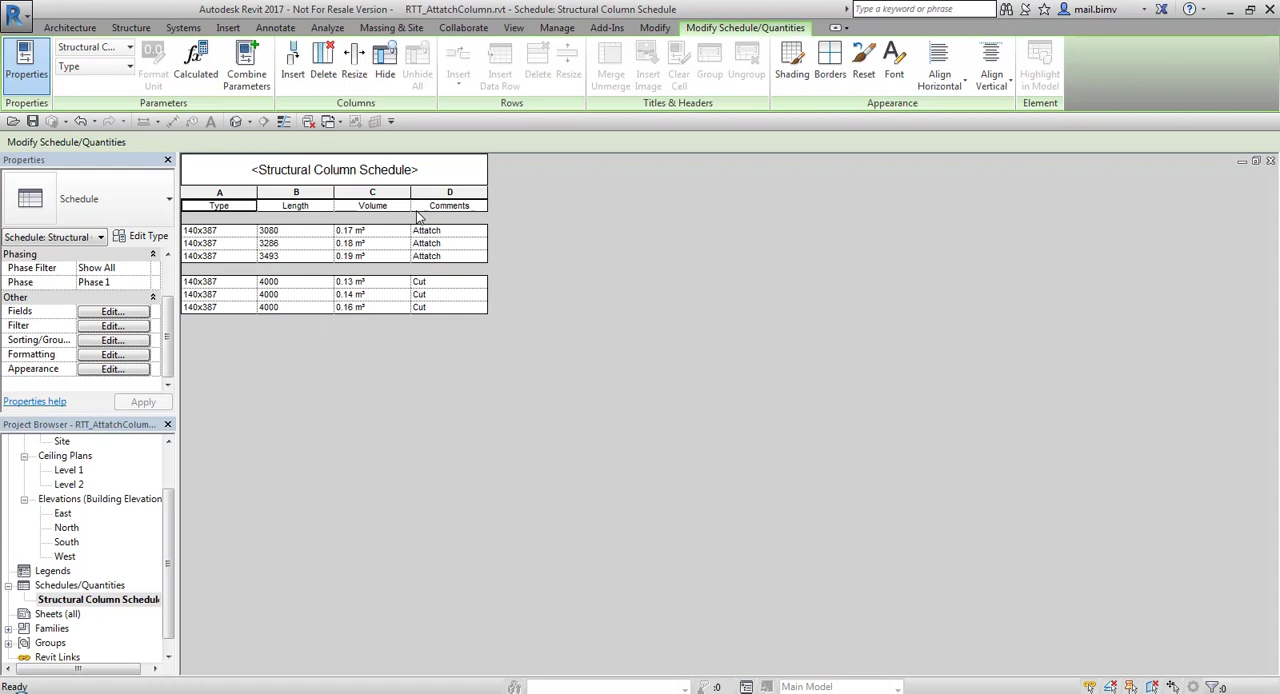 Autodesk Revit 2017 - Not For Resale Version - RTT_AttatchColumn.rvt - Schedule: Structural Column Schedule
Type a keyword or phrase
mail.bimv
Architecture Structure Systems Insert Annotate Analyze Massing & Site Collaborate View Manage Add-Ins Modify Modify Schedule/Quantities
Properties
Structural C...
Type
0.0
Format Unit
Calculated
Combine Parameters
Insert
Delete
Resize
Hide
Unhide All
Insert
Insert Data Row
Delete
Resize
Merge Unmerge
Insert Image
Clear Cell
Group
Ungroup
Shading
Borders
Reset
Font
Align Horizontal
Align Vertical
Highlight in Model
Properties Parameters Columns Rows Titles & Headers Appearance Element
Modify Schedule/Quantities
Properties
Schedule
Schedule: Structural
Edit Type
Phasing
Phase Filter Show All
Phase Phase 1
Other
Fields Edit...
Filter Edit...
Sorting/Grou... Edit...
Formatting Edit...
Appearance Edit...
Properties help
Apply
Project Browser - RTT_AttatchColum...
Site
Ceiling Plans
Level 1
Level 2
Elevations (Building Elevation
East
North
South
West
Legends
Schedules/Quantities
Structural Column Schedule
Sheets (all)
Families
Groups
Revit Links
<Structural Column Schedule>
A B C D
Type Length Volume Comments
140x387 3080 0.17 m³ Attatch
140x387 3286 0.18 m³ Attatch
140x387 3493 0.19 m³ Attatch
140x387 4000 0.13 m³ Cut
140x387 4000 0.14 m³ Cut
140x387 4000 0.16 m³ Cut
Ready
:0
Main Model
:0